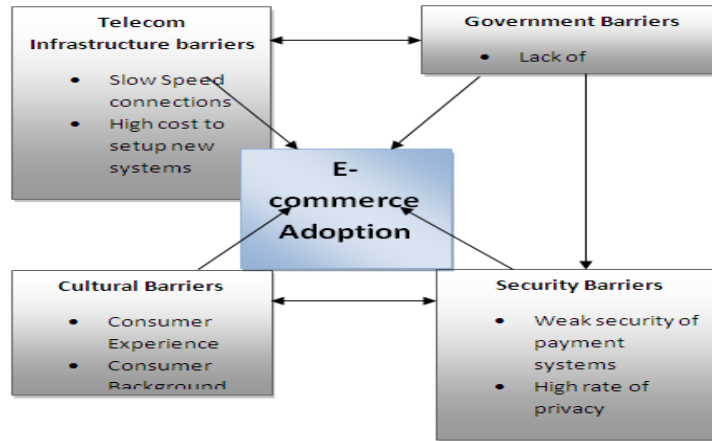 Telecom
Infrastructure barriers
• Slow Speed
connections
• High cost to
setup new
systems
Government Barriers
• Lack of
E-
commerce
Adoption
Cultural Barriers
• Consumer
Experience
• Consumer
Background
Security Barriers
• Weak security of
payment
systems
• High rate of
privacy